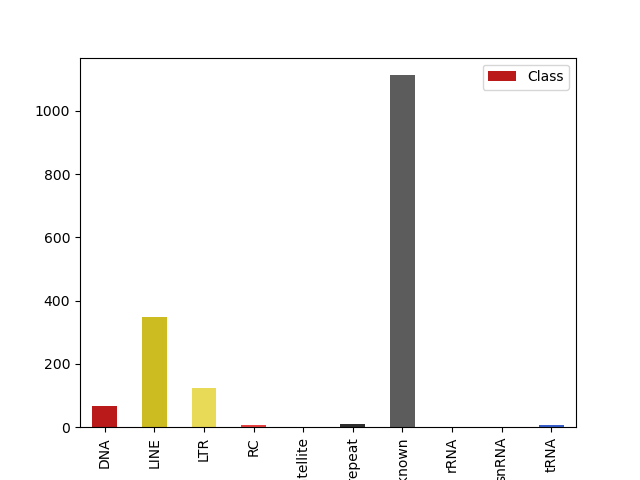 Class
1000
800
600
400
200
0
DNA
LINE
LTR
RC
tellite
repeat
known
rRNA
snRNA
tRNA